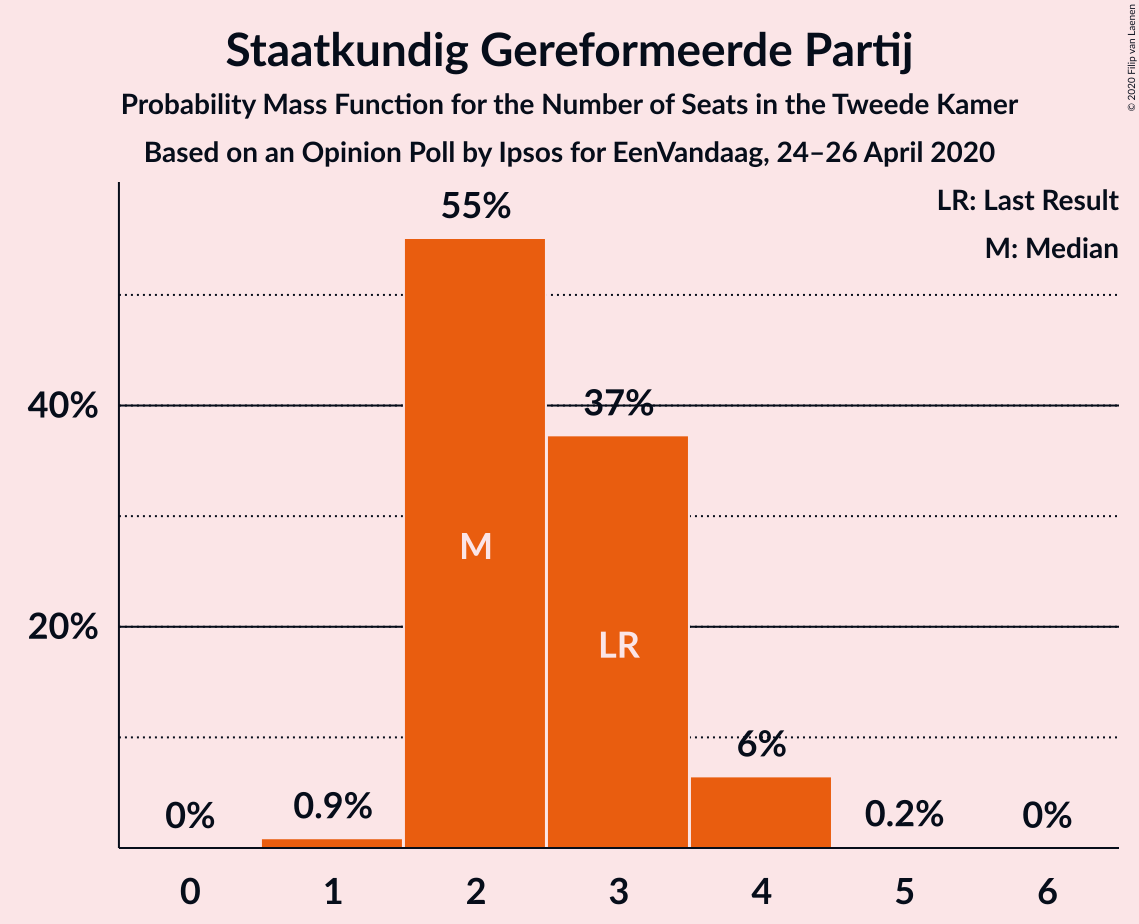 Staatkundig Gereformeerde Partij
Probability Mass Function for the Number of Seats in the Tweede Kamer
Based on an Opinion Poll by Ipsos for EenVandaag, 24–26 April 2020
© 2020 Filip van Laenen
LR: Last Result
M: Median
55%
40%
37%
M
20%
LR
6%
0%
0.9%
0.2%
0%
0 1 2 3 4 5 6